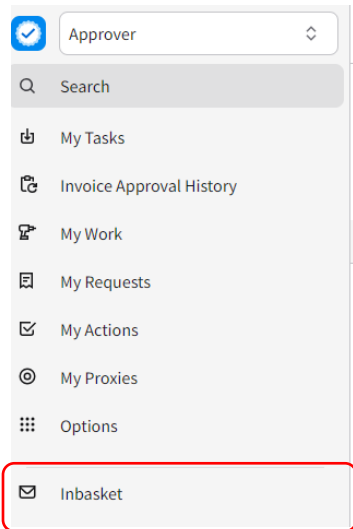 Approver
Search
My Tasks
Invoice Approval History
My Work
My Requests
My Actions
My Proxies
Options
Inbasket